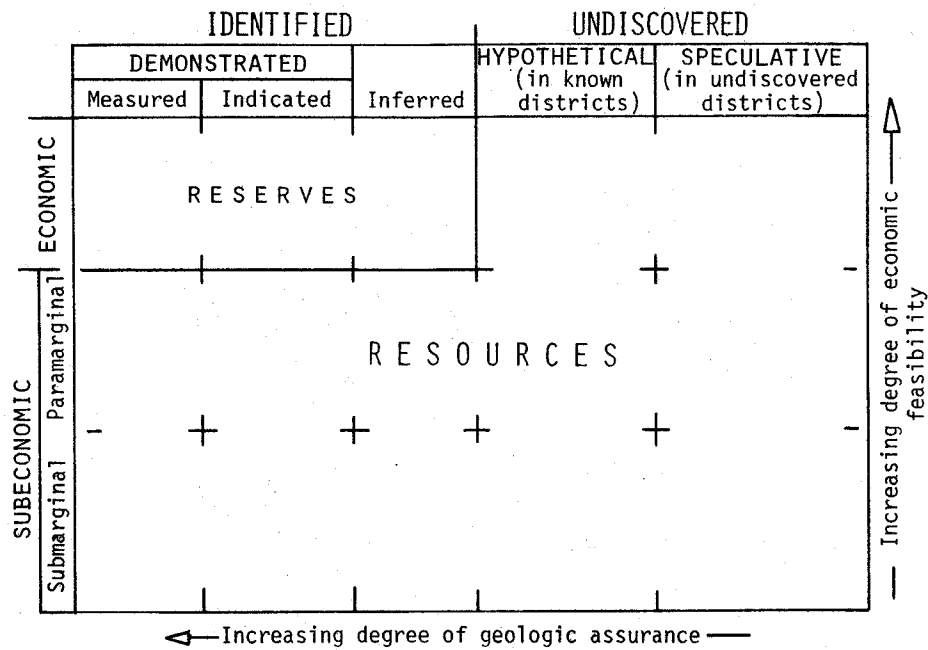 IDENTIFIED UNDISCOVERED
DEMONSTRATED
Measured Indicated Inferred
HYPOTHETICAL
(in known
districts)
SPECULATIVE
(in undiscovered
districts)
ECONOMIC
RESERVES
SUBECONOMIC
Paramarginal
RESOURCES
Submarginal
Increasing degree of economic
feasibility
Increasing degree of geologic assurance